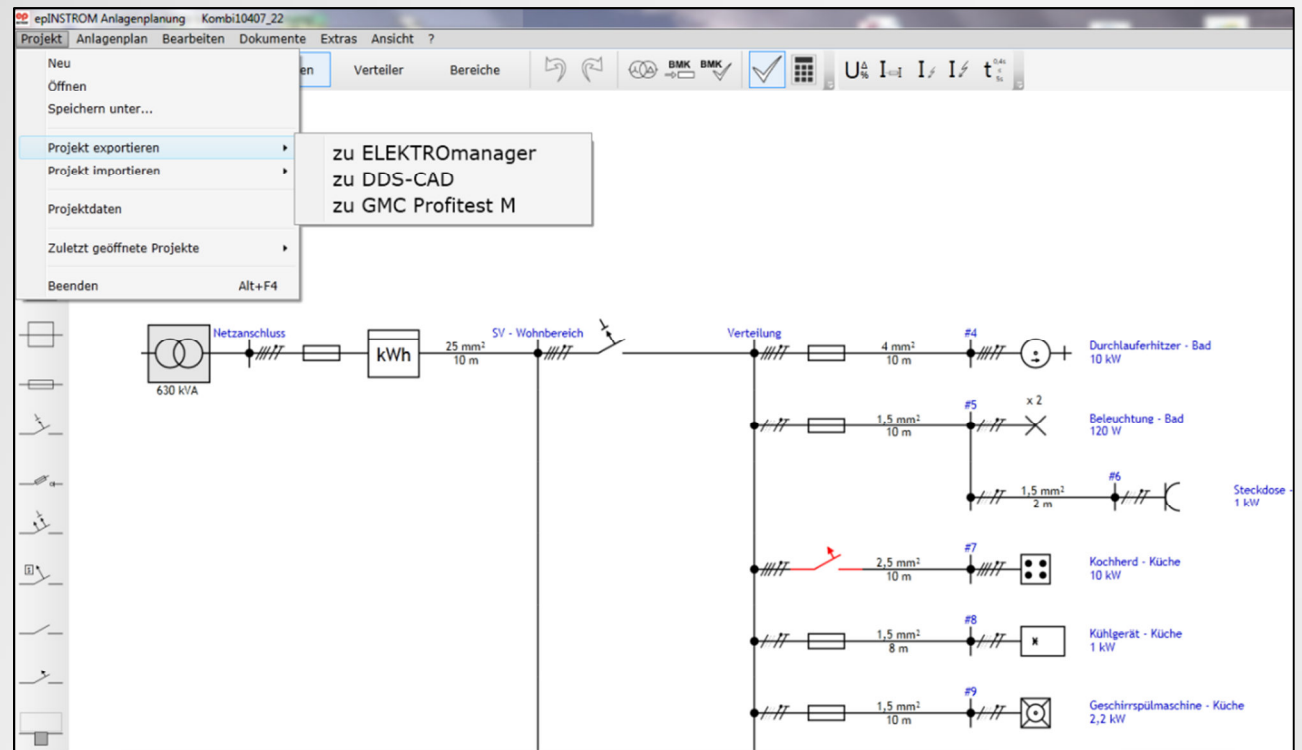 epINSTROM Anlagenplanung Kombi10407_22
Projekt Anlagenplan Bearbeiten Dokumente Extras Ansicht ?
en Verteiler Bereiche BMK BMK U% I I I t 0,4s 5s
Neu
Öffnen
Speichern unter...
Projekt exportieren
Projekt importieren
Projektdaten
Zuletzt geöffnete Projekte
Beenden Alt+F4
zu ELEKTROmanager
zu DDS-CAD
zu GMC Profitest M
Netzanschluss
630 kVA
kWh
25 mm²
10 m
SV - Wohnbereich
Verteilung
4 mm²
10 m
#4
Durchlauferhitzer - Bad
10 kW
1,5 mm²
10 m
#5
x 2
Beleuchtung - Bad
120 W
1,5 mm²
2 m
#6
Steckdose -
1 kW
2,5 mm²
10 m
#7
Kochherd - Küche
10 kW
1,5 mm²
8 m
#8
Kühlgerät - Küche
1 kW
1,5 mm²
10 m
#9
Geschirrspülmaschine - Küche
2,2 kW